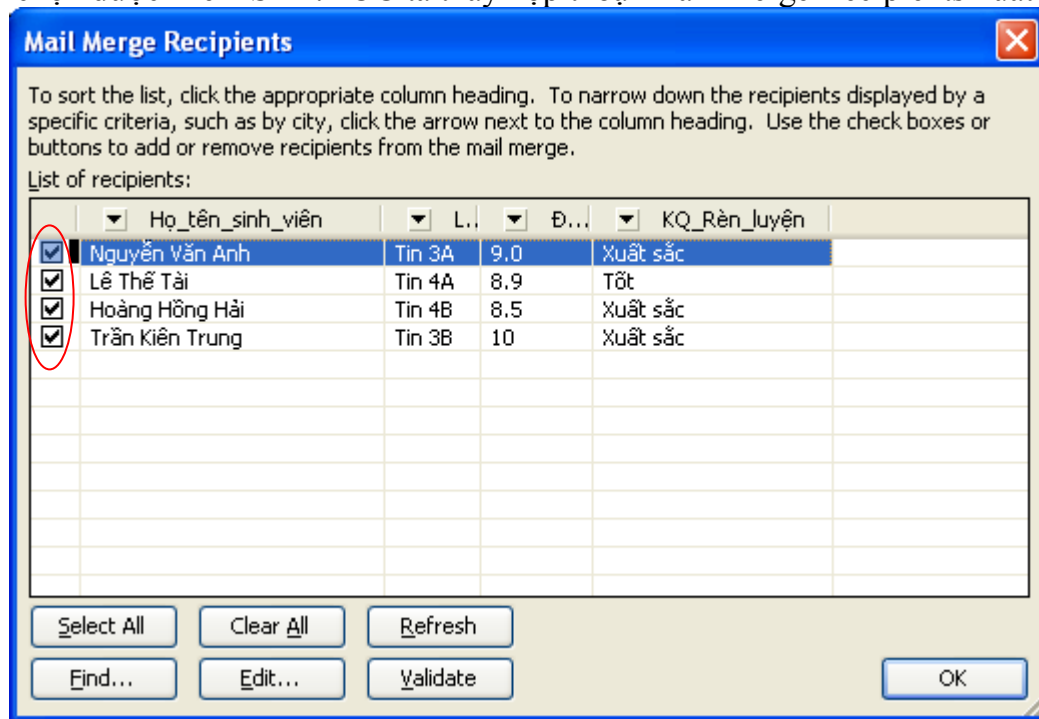 Mail Merge Recipients
To sort the list, click the appropriate column heading. To narrow down the recipients displayed by a
specific criteria, such as by city, click the arrow next to the column heading. Use the check boxes or
buttons to add or remove recipients from the mail merge.
List of recipients:
Họ_tên_sinh_viên L... Đ... KQ_Rèn_luyện
Nguyễn Văn Anh Tin 3A 9.0 Xuất sắc
Lê Thế Tài Tin 4A 8.9 Tốt
Hoàng Hồng Hải Tin 4B 8.5 Xuất sắc
Trần Kiên Trung Tin 3B 10 Xuất sắc
Select All Clear All Refresh
Find... Edit... Validate OK